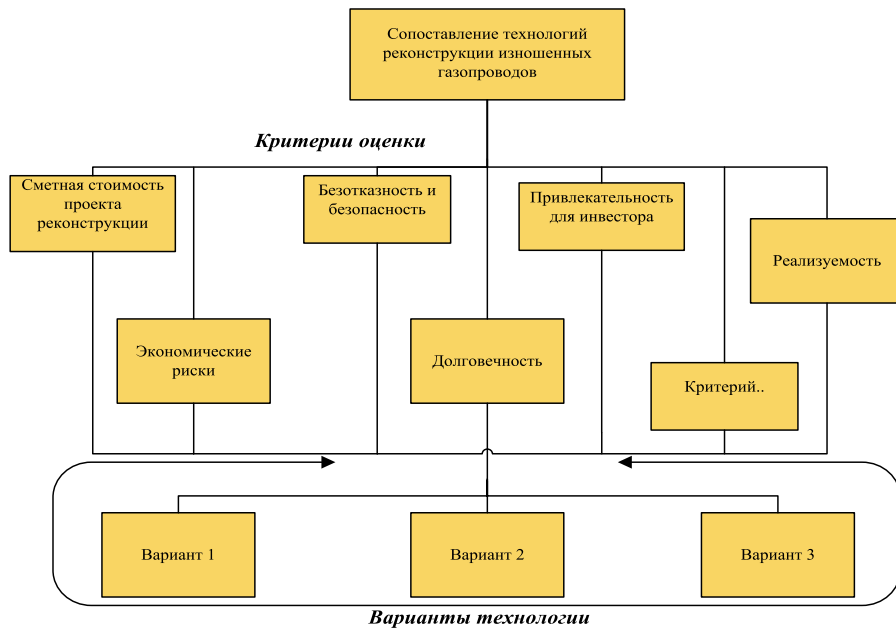 Сопоставление технологий
реконструкции изношенных
газопроводов
Критерии оценки
Сметная стоимость
проекта
реконструкции
Безотказность и
безопасность
Привлекательность
для инвестора
Реализуемость
Экономические
риски
Долговечность
Критерий..
Вариант 1
Вариант 2
Вариант 3
Варианты технологии